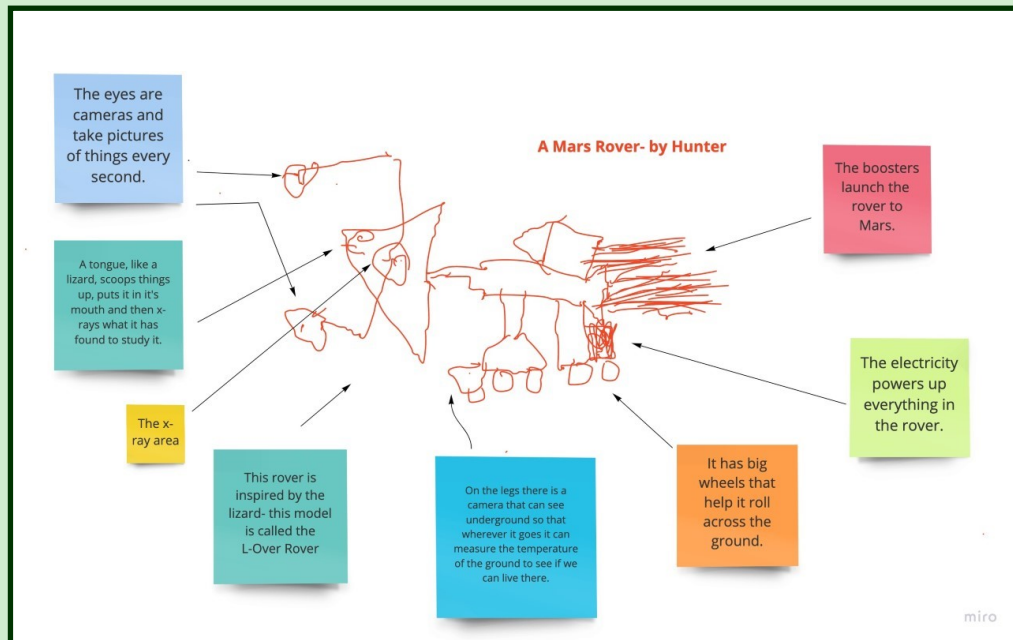 The eyes are
cameras and
take pictures
of things every
second.
A Mars Rover- by Hunter
The boosters
launch the
rover to
Mars.
A tongue, like a
lizard, scoops things
up, puts it in it's
mouth and then x-
rays what it has
found to study it.
The electricity
powers up
everything in
the rover.
The x-
ray area
This rover is
inspired by the
lizard- this model
is called the
L-Over Rover
On the legs there is a
camera that can see
underground so that
wherever it goes it can
measure the temperature
of the ground to see if we
can live there.
It has big
wheels that
help it roll
across the
ground.
miro